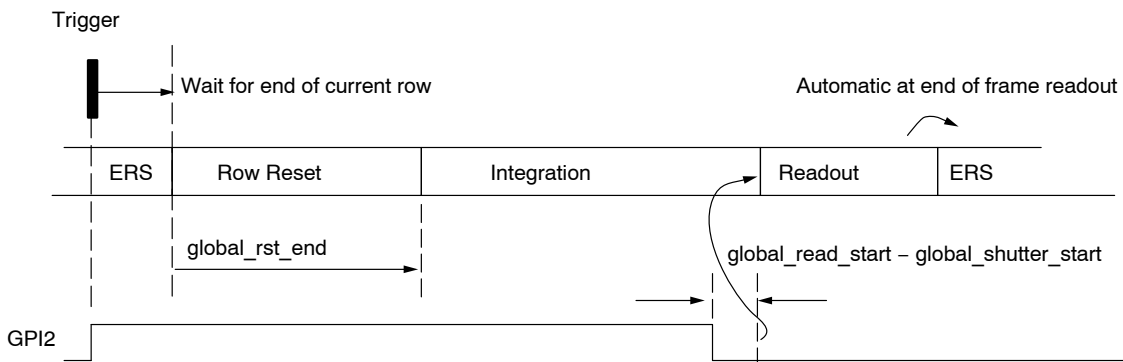 Trigger
Wait for end of current row
Automatic at end of frame readout
ERS Row Reset Integration Readout ERS
global_rst_end
global_read_start − global_shutter_start
GPI2